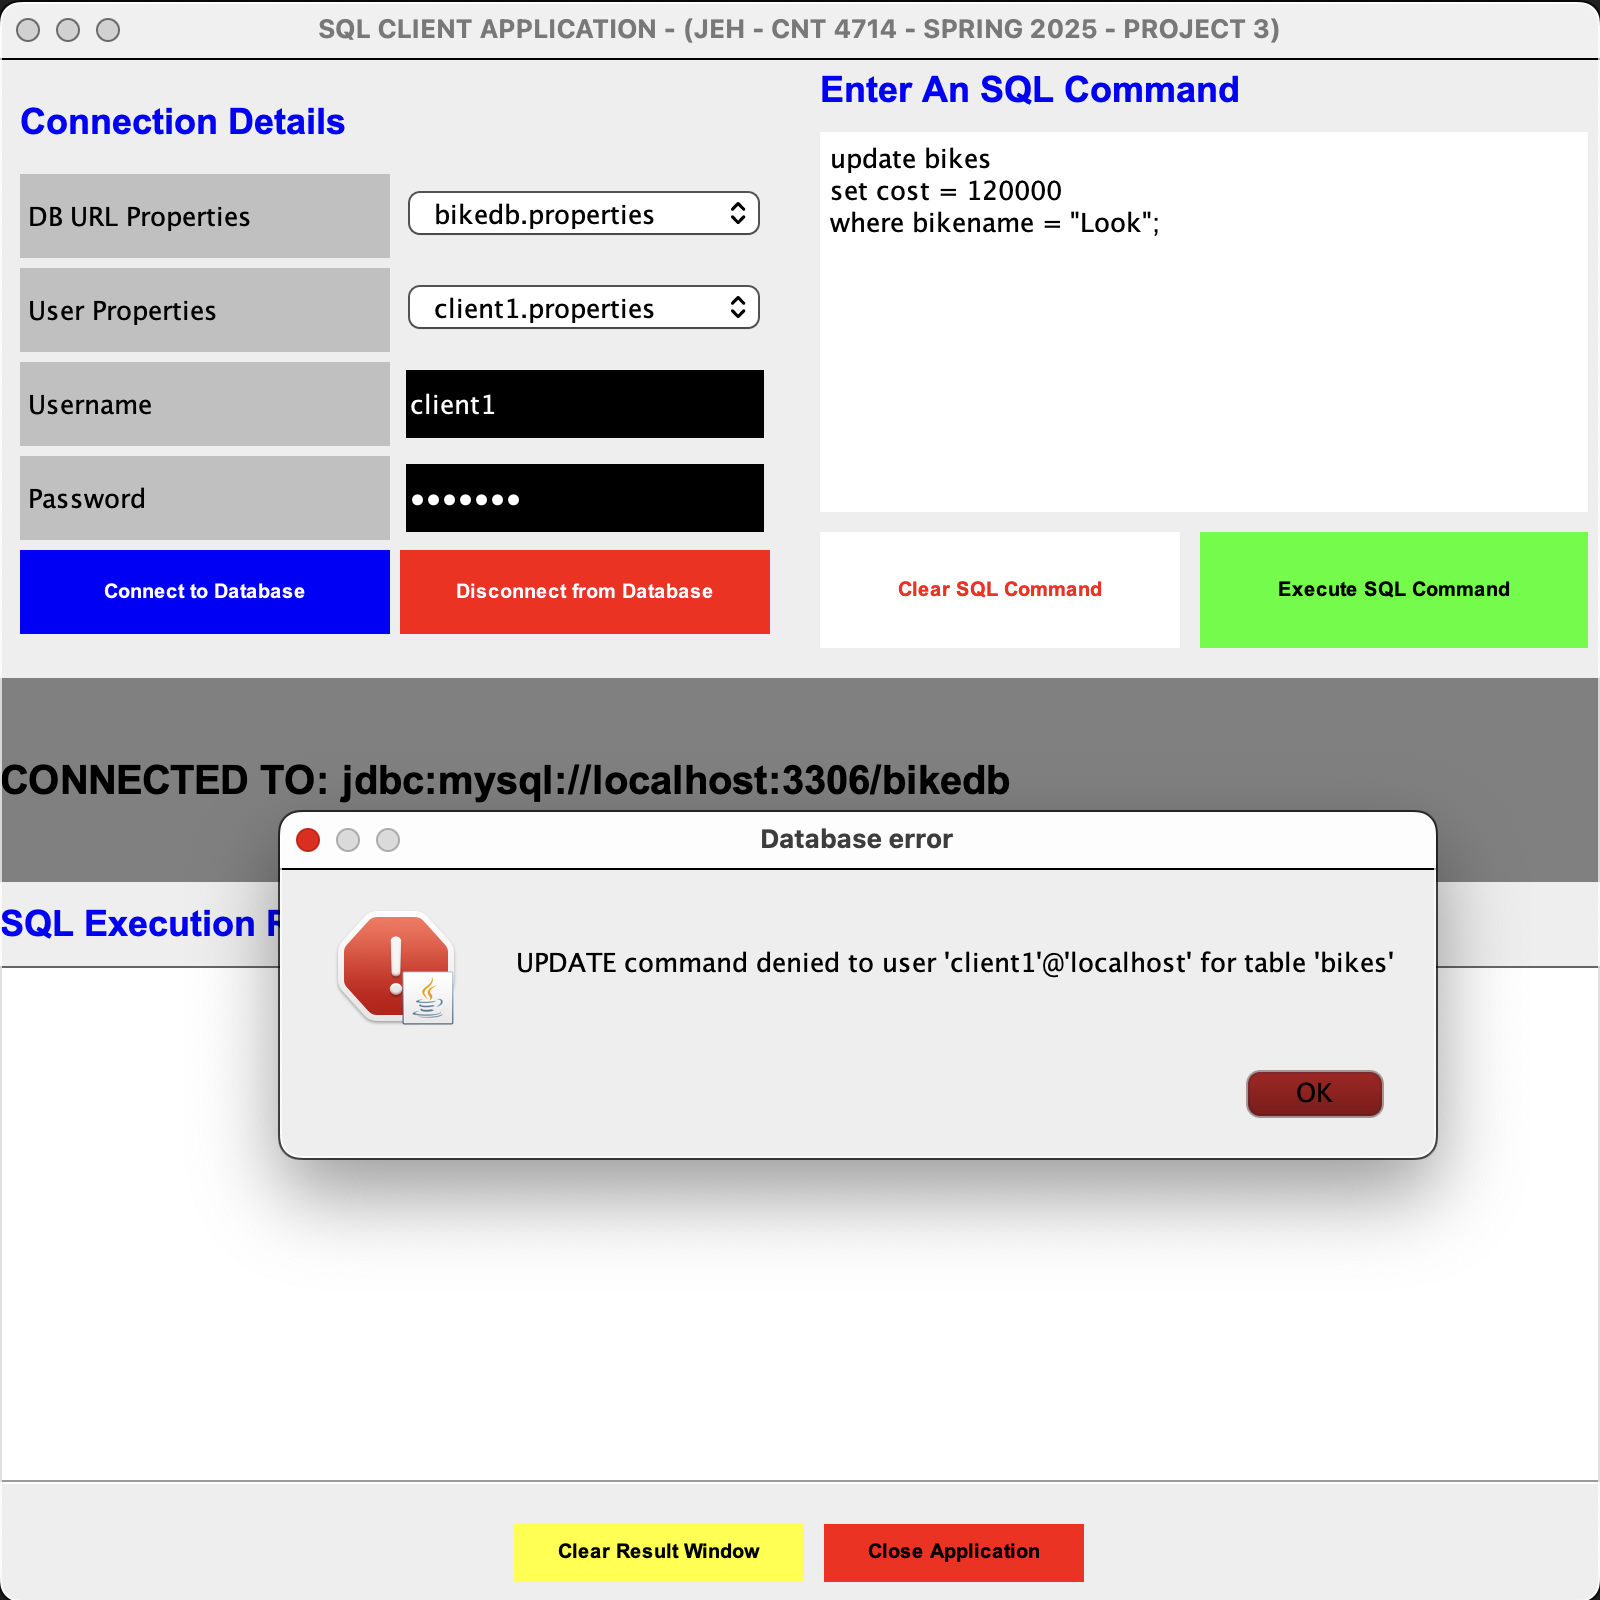 SQL CLIENT APPLICATION - (JEH - CNT 4714 - SPRING 2025 - PROJECT 3)
Connection Details
DB URL Properties
bikedb.properties
User Properties
client1.properties
Username
client1
Password
•••••••
Connect to Database
Disconnect from Database
Enter An SQL Command
update bikes
set cost = 120000
where bikename = "Look";
Clear SQL Command
Execute SQL Command
CONNECTED TO: jdbc:mysql://localhost:3306/bikedb
SQL Execution
Database error
UPDATE command denied to user 'client1'@'localhost' for table 'bikes'
OK
Clear Result Window
Close Application